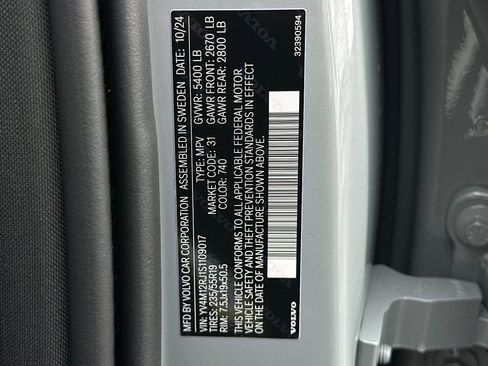 MFD BY VOLVO CAR CORPORATION ASSEMBLED IN SWEDEN DATE: 10/24
GVWR: 5400 LB
GAWR FRONT: 2670 LB
GAWR REAR: 2800 LB
TYPE: MPV
MARKET CODE: 31
COLOR: 740
VIN: YV4M12RJ1S1109017
TIRES: 235/55R19
RIM: 7.5Jx19x50.5
THIS VEHICLE CONFORMS TO ALL APPLICABLE FEDERAL MOTOR
VEHICLE SAFETY AND THEFT PREVENTION STANDARDS IN EFFECT
ON DATE OF MANUFACTURE SHOWN ABOVE.
VOLVO
32390594